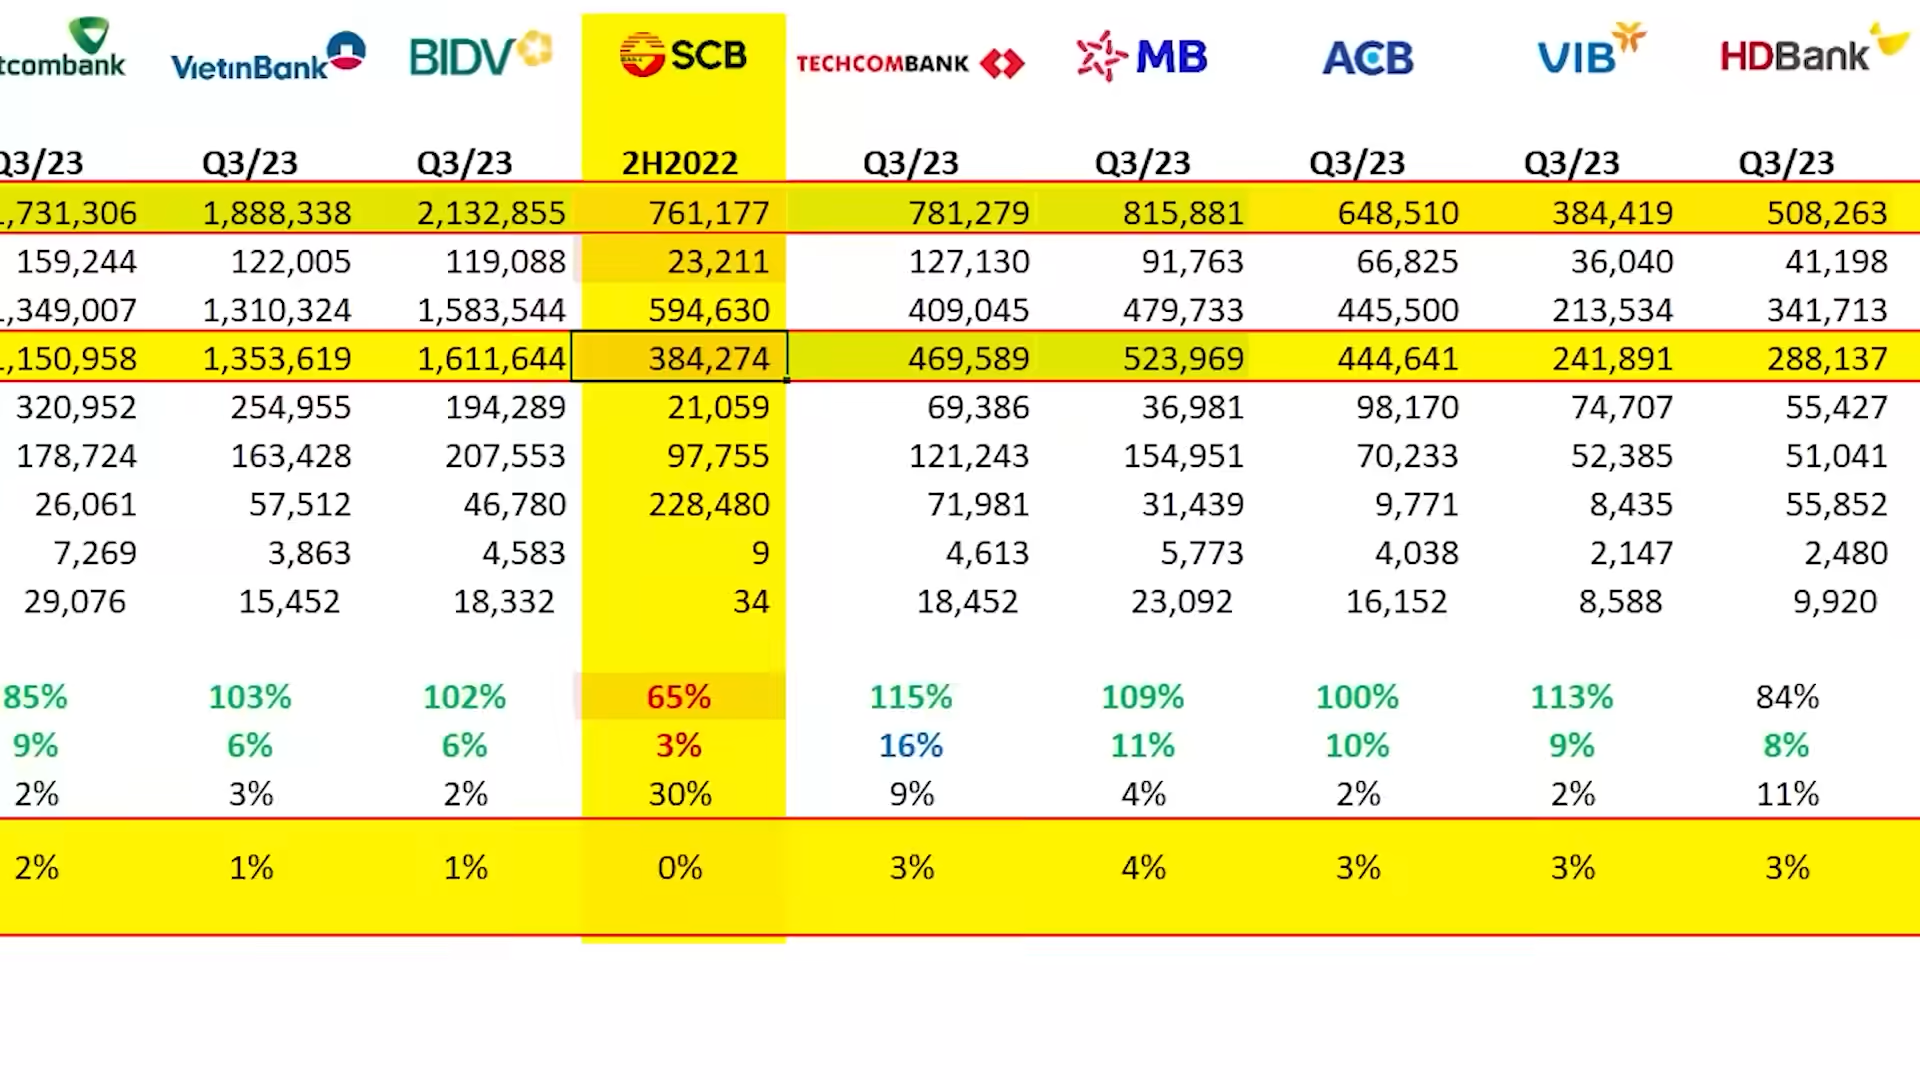 tcombank VIETINBANK BIDV SCB TECHCOMBANK MB ACB VIB HDBank
Q3/23 Q3/23 Q3/23 2H2022 Q3/23 Q3/23 Q3/23 Q3/23 Q3/23
,731,306 1,888,338 2,132,855 761,177 781,279 815,881 648,510 384,419 508,263
159,244 122,005 119,088 23,211 127,130 91,763 66,825 36,040 41,198
,349,007 1,310,324 1,583,544 594,630 409,045 479,733 445,500 213,534 341,713
,150,958 1,353,619 1,611,644 384,274 469,589 523,969 444,641 241,891 288,137
320,952 254,955 194,289 21,059 69,386 36,981 98,170 74,707 55,427
178,724 163,428 207,553 97,755 121,243 154,951 70,233 52,385 51,041
26,061 57,512 46,780 228,480 71,981 31,439 9,771 8,435 55,852
7,269 3,863 4,583 9 4,613 5,773 4,038 2,147 2,480
29,076 15,452 18,332 34 18,452 23,092 16,152 8,588 9,920
85% 103% 102% 65% 115% 109% 100% 113% 84%
9% 6% 6% 3% 16% 11% 10% 9% 8%
2% 3% 2% 30% 9% 4% 2% 2% 11%
2% 1% 1% 0% 3% 4% 3% 3% 3%